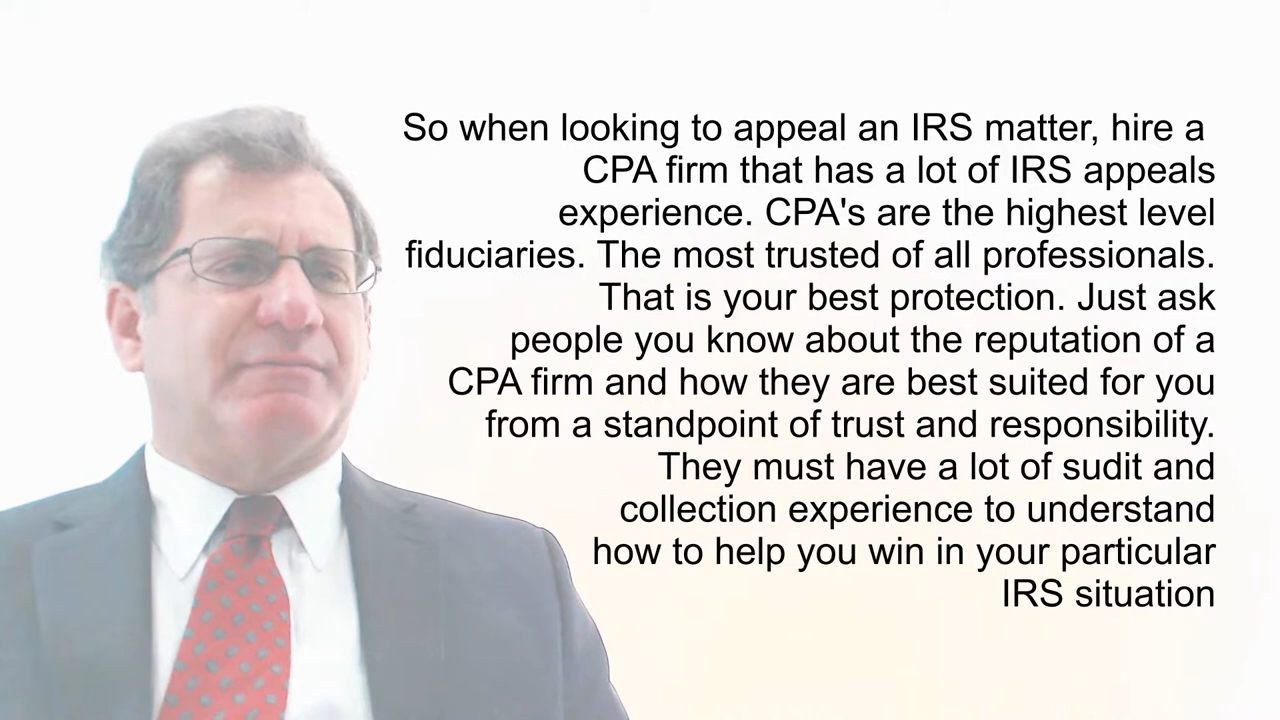 So when looking to appeal an IRS matter, hire a
CPA firm that has a lot of IRS appeals
experience. CPA's are the highest level
fiduciaries. The most trusted of all professionals.
That is your best protection. Just ask
people you know about the reputation of a
CPA firm and how they are best suited for you
from a standpoint of trust and responsibility.
They must have a lot of sudit and
collection experience to understand
how to help you win in your particular
IRS situation